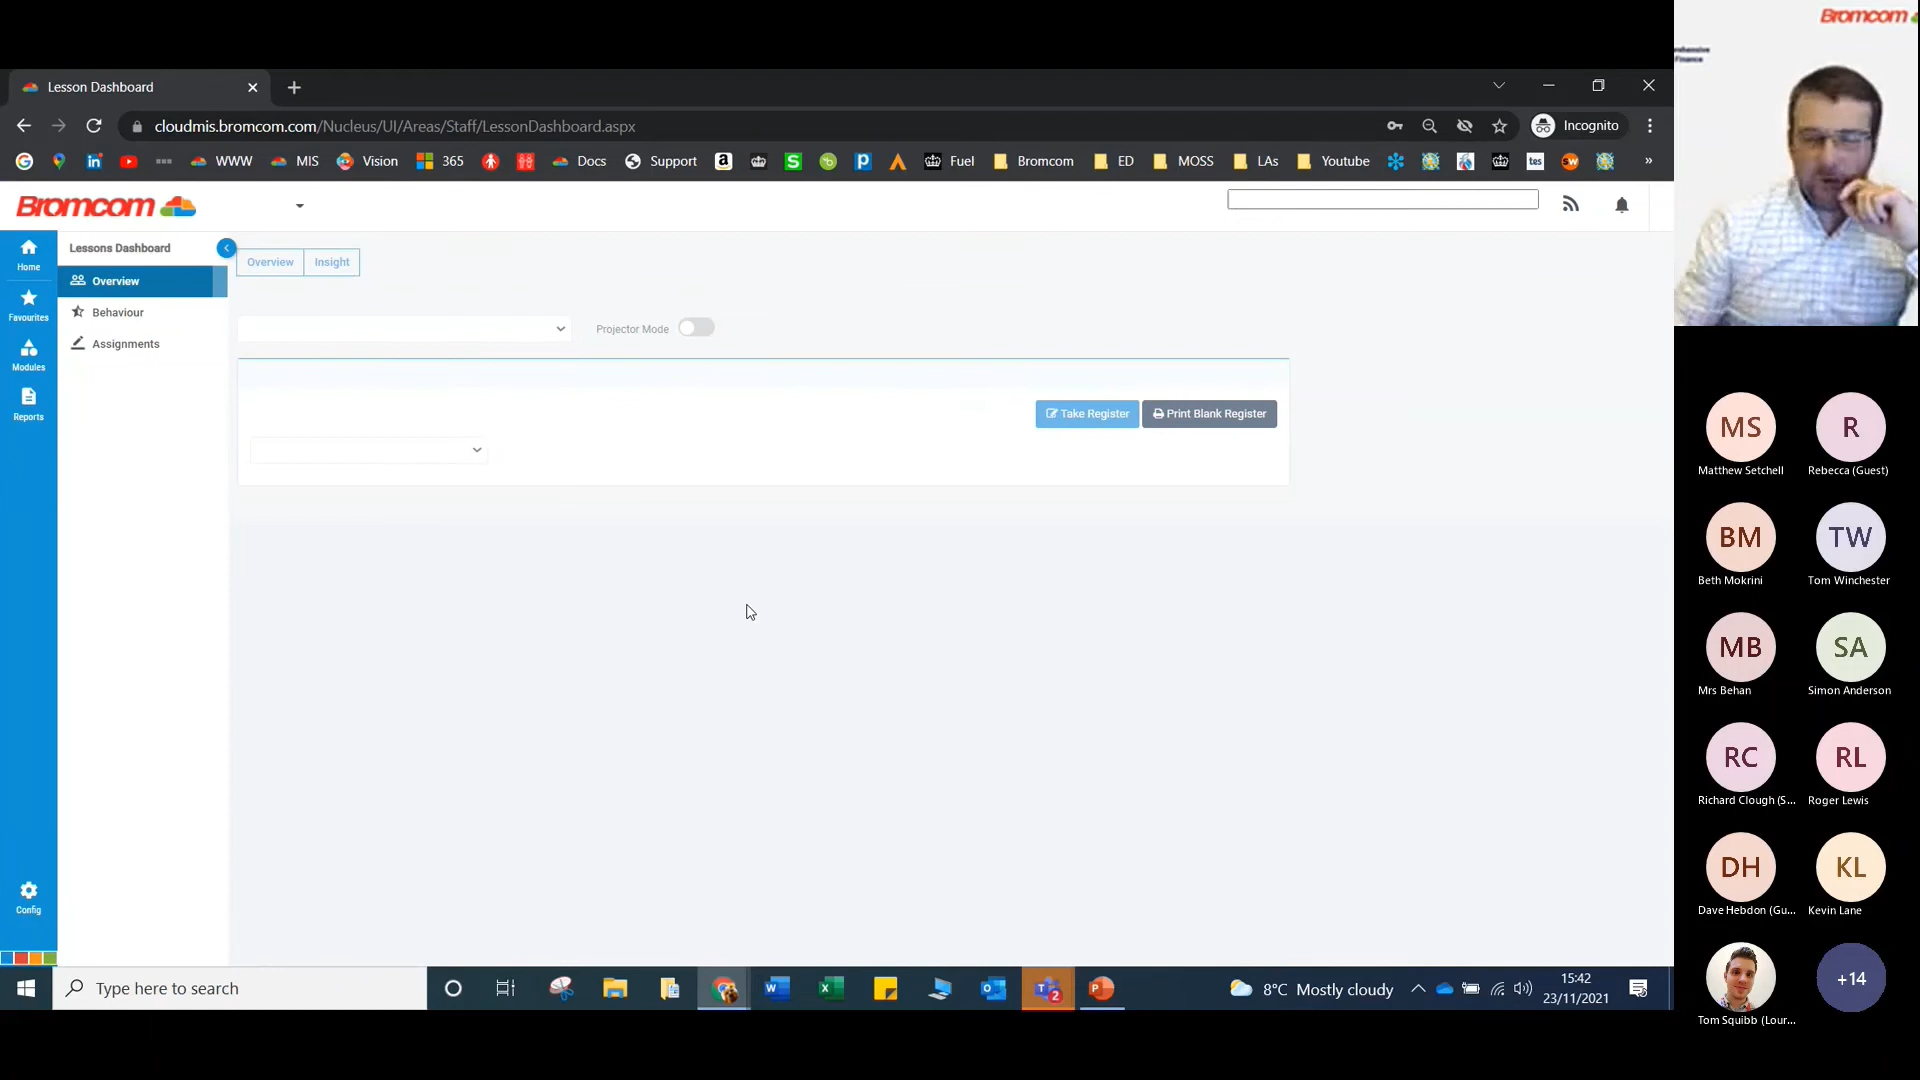 Lesson Dashboard
cloudmis.bromcom.com/Nucleus/UI/Areas/Staff/LessonDashboard.aspx
Incognito
WWW
MIS
Vision
365
Docs
Support
Fuel
Bromcom
ED
MOSS
LAs
Youtube
tes
»
Bromcom
Home
Favourites
Modules
Reports
Config
Lessons Dashboard
Overview
Behaviour
Assignments
Overview
Insight
Projector Mode
Take Register
Print Blank Register
Type here to search
8°C Mostly cloudy
15:42
23/11/2021
Bromcom
Finance
MS
Matthew Setchell
R
Rebecca (Guest)
BM
Beth Mokrini
TW
Tom Winchester
MB
Mrs Behan
SA
Simon Anderson
RC
Richard Clough (S...
RL
Roger Lewis
DH
Dave Hebdon (Gu...
KL
Kevin Lane
Tom Squibb (Lour...
+14